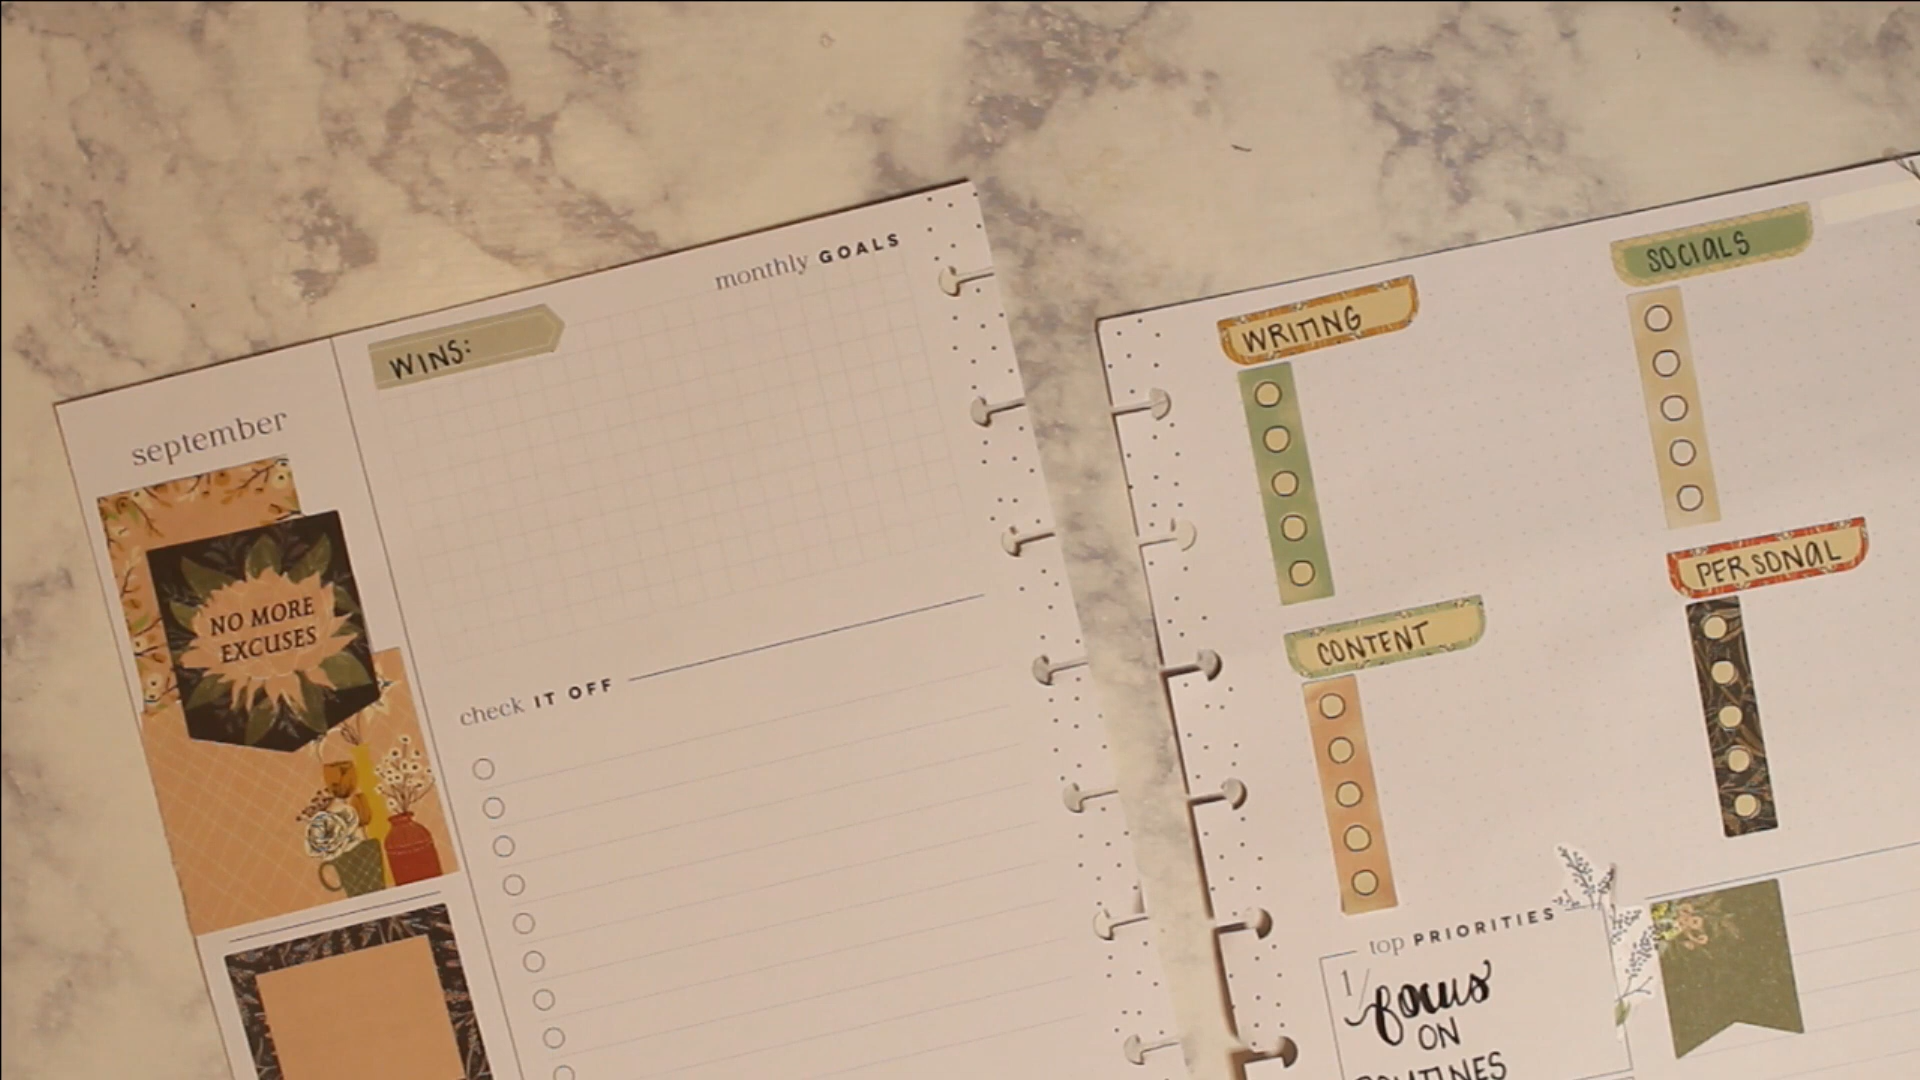 monthly GOALS
WINS:
september
NO MORE
EXCUSES
check IT OFF
WRITING
SOCIALS
CONTENT
PERSONAL
top PRIORITIES
1/
focus
ON
ROUTINES